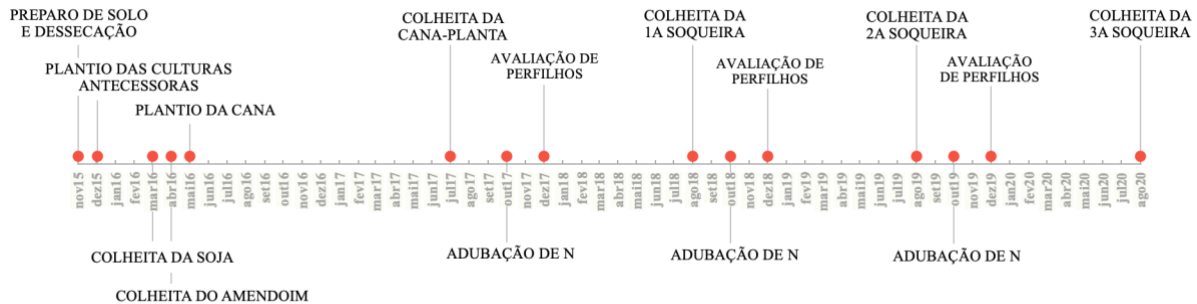 PREPARO DE SOLO
E DESSECAÇÃO
PLANTIO DAS CULTURAS
ANTECESSORAS
PLANTIO DA CANA
COLHEITA DA
CANA-PLANTA
AVALIAÇÃO DE
PERFILHOS
COLHEITA DA
1A SOQUEIRA
AVALIAÇÃO DE
PERFILHOS
COLHEITA DA
2A SOQUEIRA
AVALIAÇÃO
DE PERFILHOS
COLHEITA DA
3A SOQUEIRA
nov15
dez15
jan16
fev16
mar16
abr16
mai16
jun16
jul16
ago16
set16
out16
nov16
dez16
jan17
fev17
mar17
abr17
mai17
jun17
jul17
ago17
set17
out17
nov17
dez17
jan18
fev18
mar18
abr18
mai18
jun18
jul18
ago18
set18
out18
nov18
dez18
jan19
fev19
mar19
abr19
mai19
jun19
jul19
ago19
set19
out19
nov19
dez19
jan20
fev20
mar20
abr20
mai20
jun20
jul20
ago20
COLHEITA DA SOJA
COLHEITA DO AMENDOIM
ADUBAÇÃO DE N
ADUBAÇÃO DE N
ADUBAÇÃO DE N